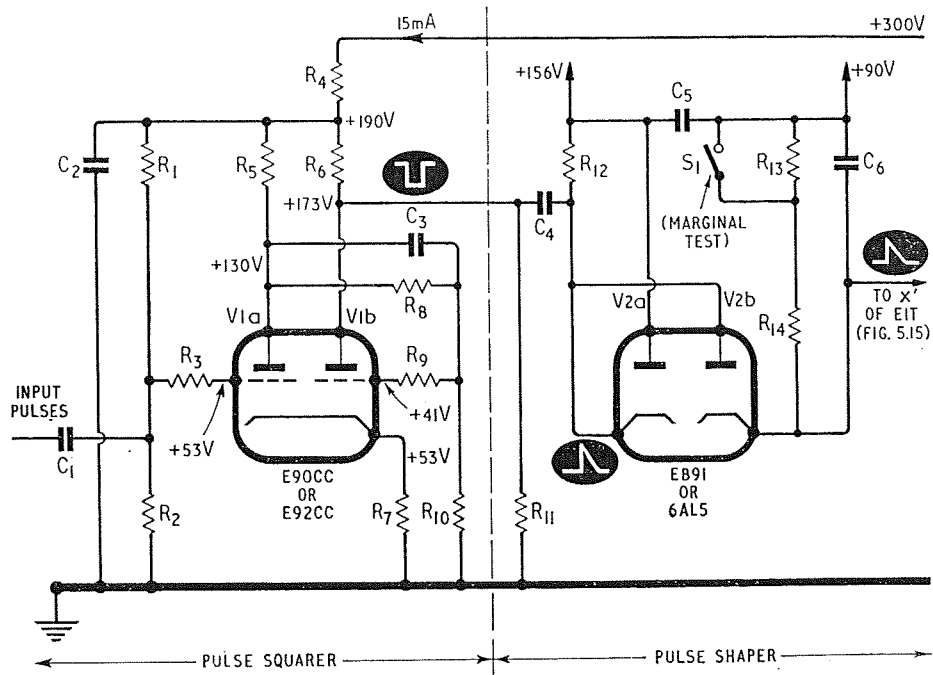 15mA
+300V
R4
+156V
+90V
C5
+190V
C2
R1
R5
R6
R12
S1
R13
C6
+173V
(MARGINAL
TEST)
C3
C4
+130V
R8
TO X'
OF EIT
(FIG. 5.15)
V1a
V1b
V2a
V2b
R14
R3
R9
INPUT
PULSES
+41V
+53V
C1
+53V
E90CC
OR
E92CC
EB91
OR
6AL5
R2
R7
R10
R11
PULSE SQUARER
PULSE SHAPER